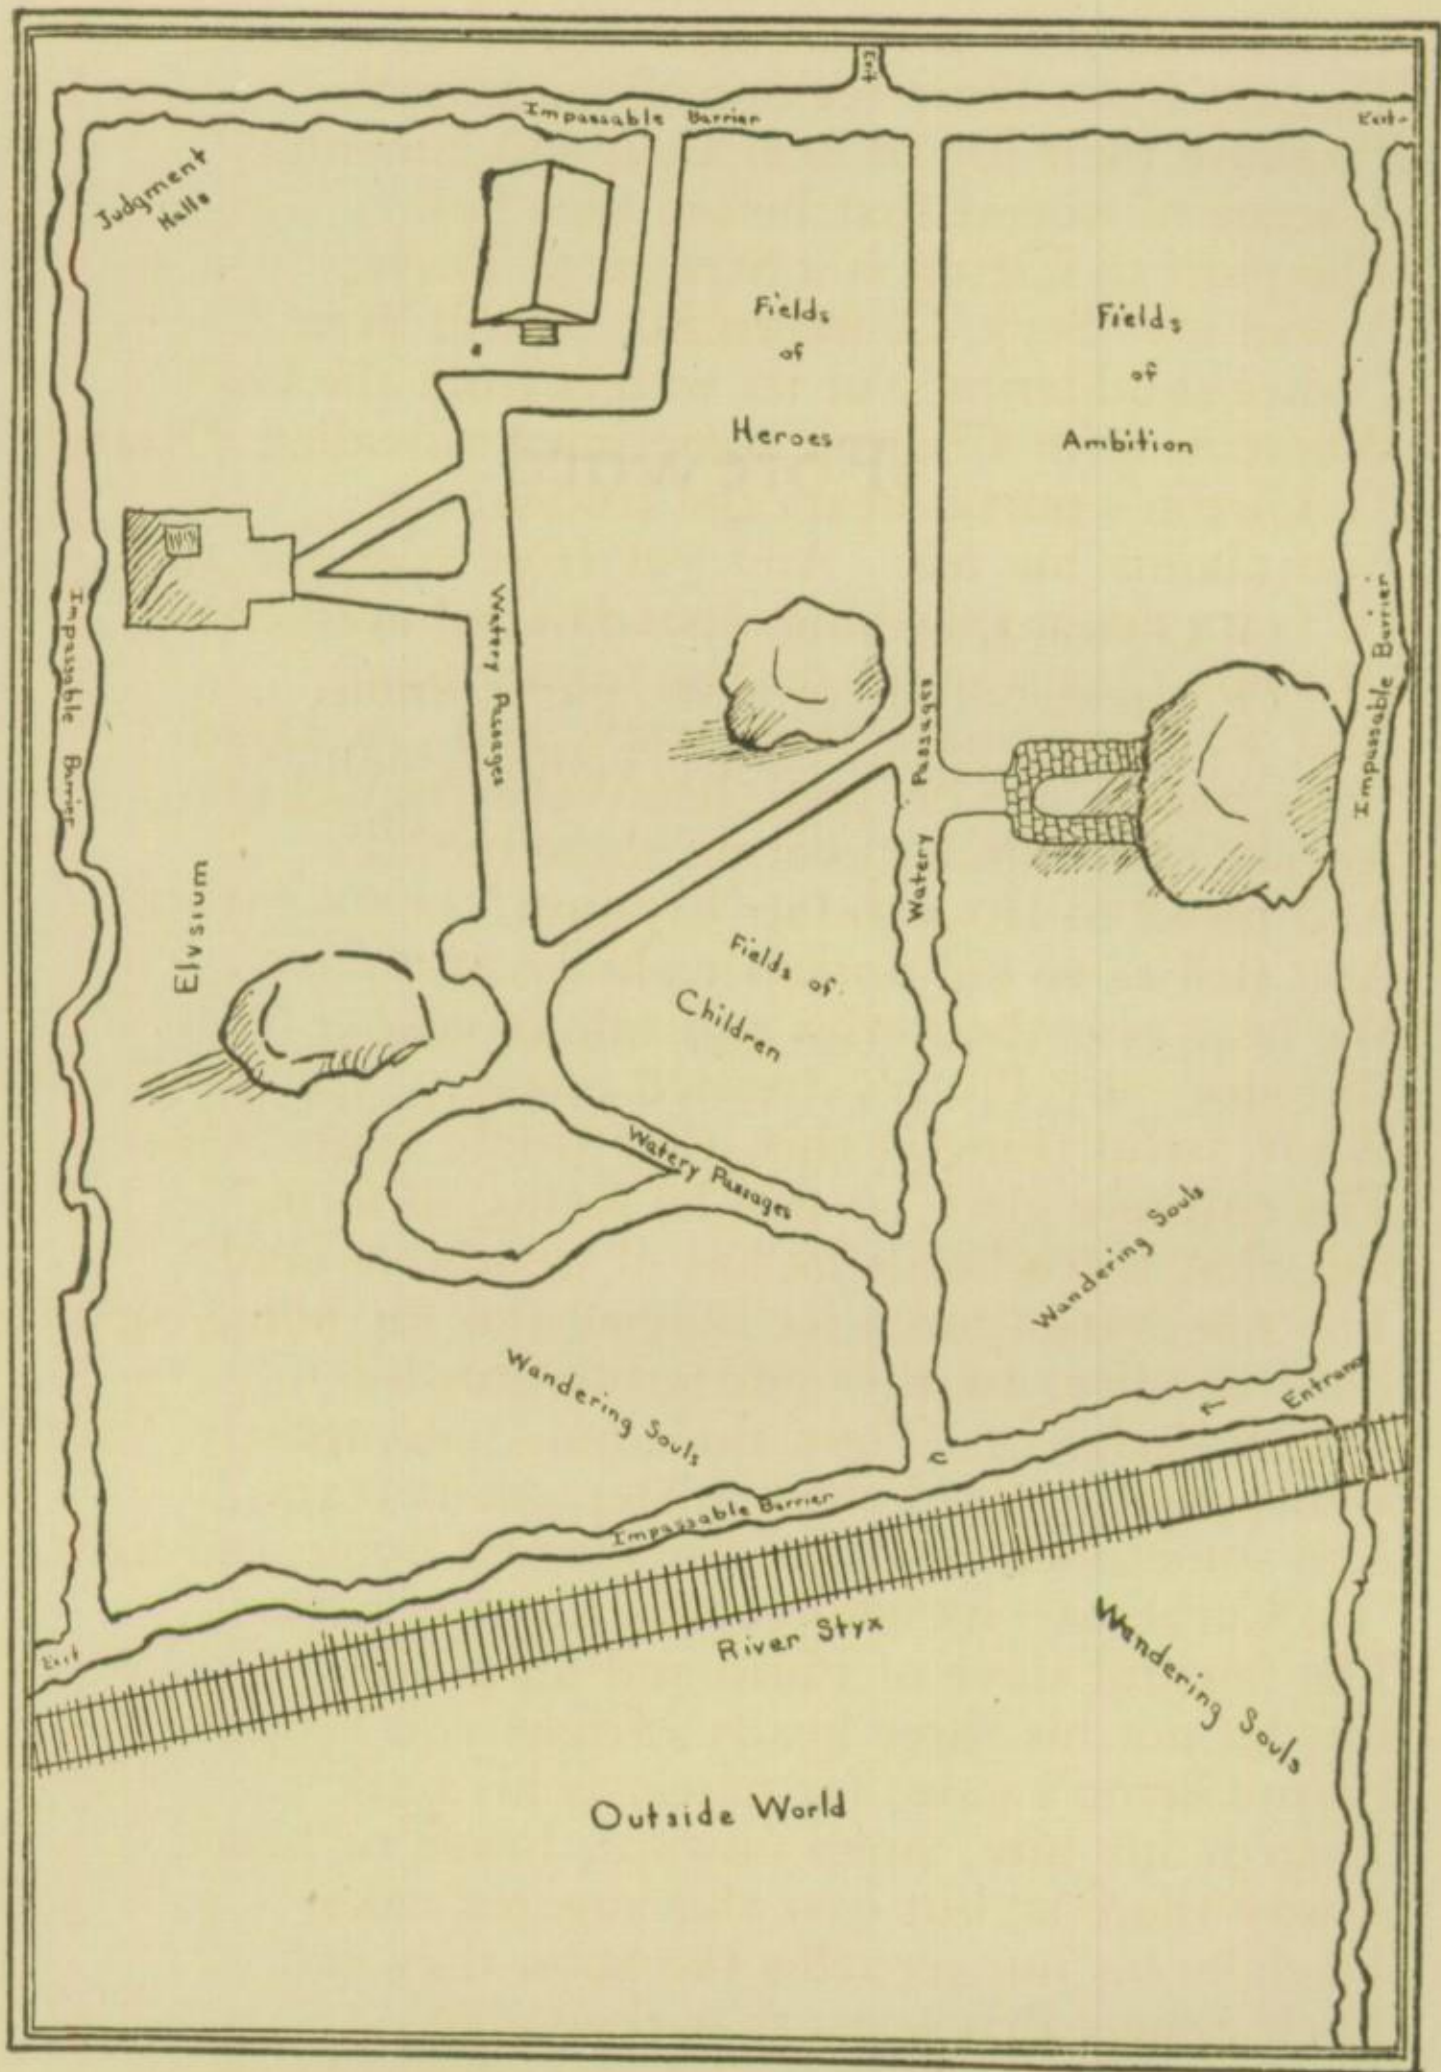 Exit
Impassable Barrier
Exit
Judgment
Halls
Fields
of
Heroes
Fields
of
Ambition
Impassable Barrier
Watery Passages
Impassable Barrier
Watery Passages
Elysium
Fields of
Children
Watery Passages
Wandering Souls
Wandering Souls
Entrance
Impassable Barrier
River Styx
Exit
Wandering Souls
Outside World